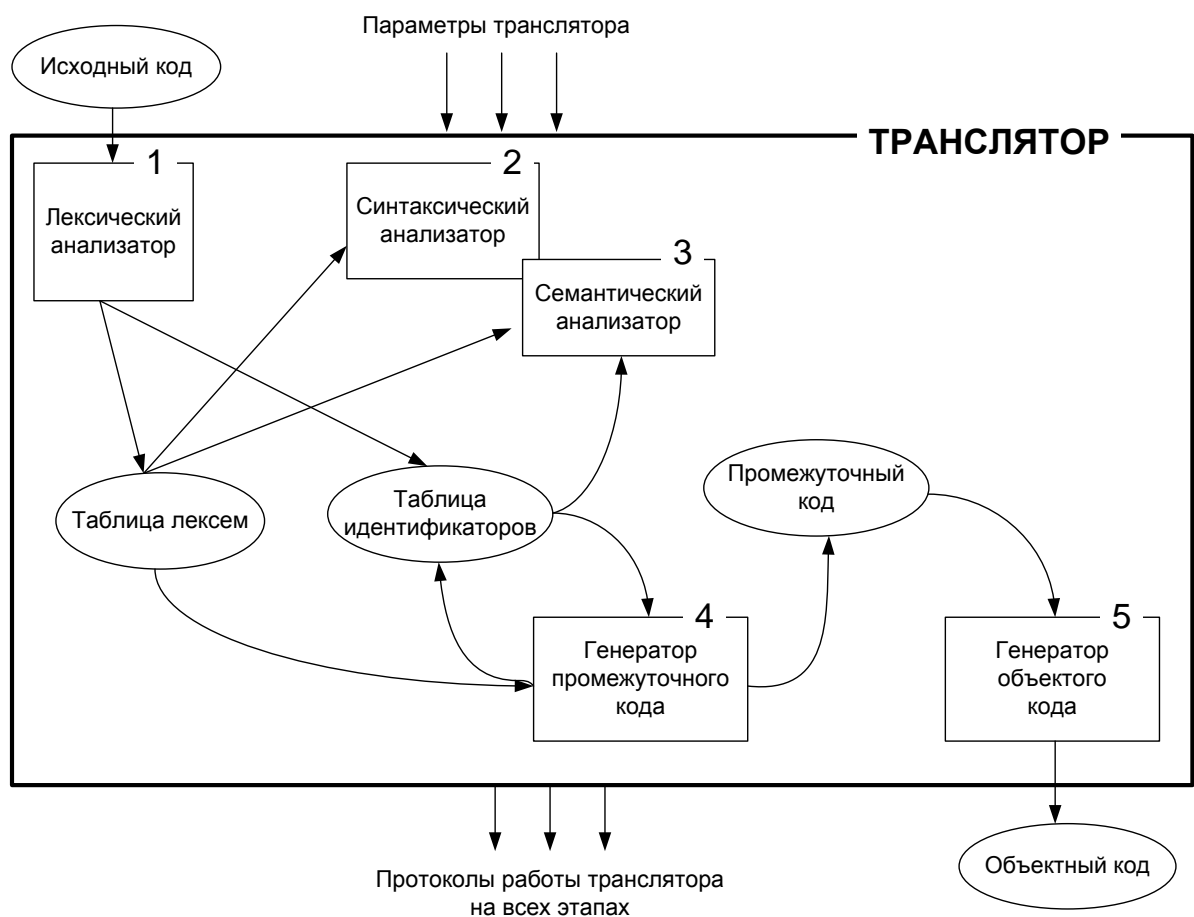 Параметры транслятора
Исходный код
ТРАНСЛЯТОР
1
Лексический
анализатор
2
Синтаксический
анализатор
3
Семантический
анализатор
Таблица лексем
Таблица
идентификаторов
Промежуточный
код
4
Генератор
промежуточного
кода
5
Генератор
объектого
кода
Протоколы работы транслятора
на всех этапах
Объектный код